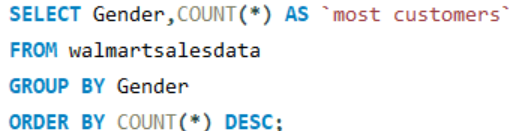 SELECT Gender,COUNT(*) AS `most customers`
FROM walmartsalesdata
GROUP BY Gender
ORDER BY COUNT(*) DESC;